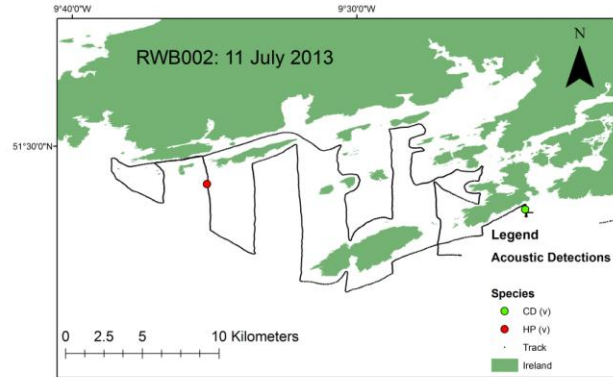 9°40'0"W 9°30'0"W
RWB002: 11 July 2013
N
51°30'0"N
Legend
Acoustic Detections
Species
CD (v)
HP (v)
Track
Ireland
0 2.5 5 10 Kilometers